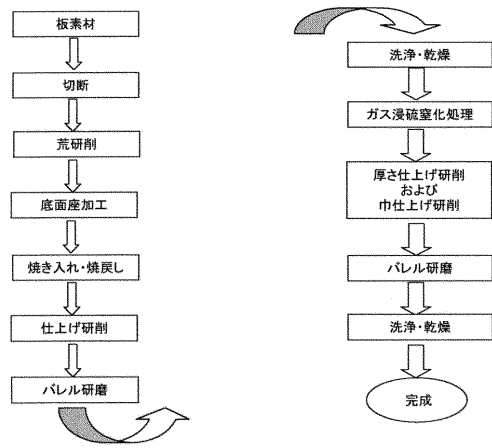 板素材
切断
荒研削
底面座加工
焼き入れ・焼戻し
仕上げ研削
バレル研磨
洗浄・乾燥
ガス浸硫窒化処理
厚さ仕上げ研削
および
巾仕上げ研削
バレル研磨
洗浄・乾燥
完成